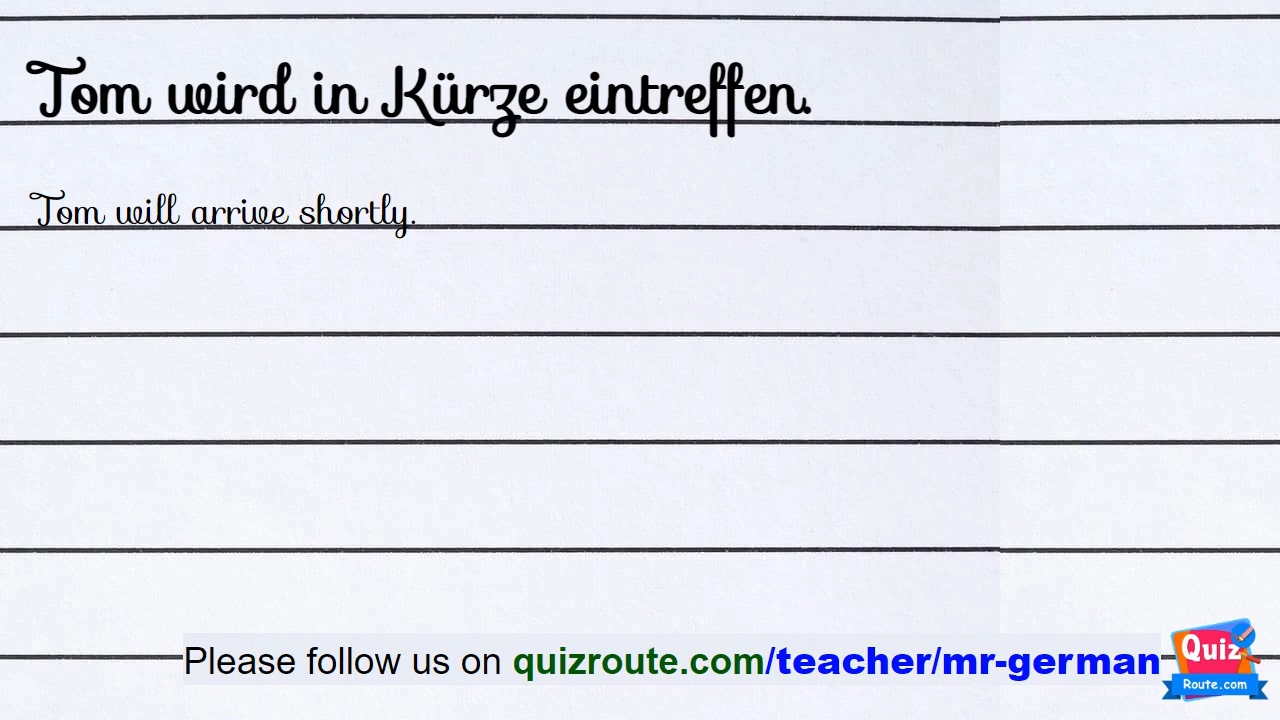 Tom wird in Kürze eintreffen.
Tom will arrive shortly.
Please follow us on quizroute.com/teacher/mr-german
Quiz
Route.com